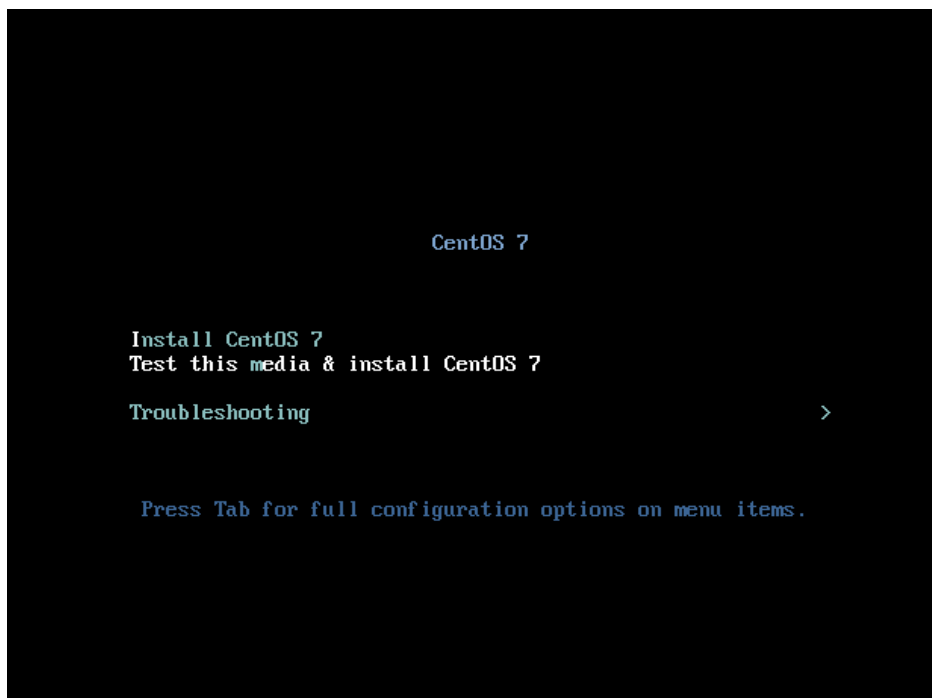 CentOS 7
Install CentOS 7
Test this media & install CentOS 7
Troubleshooting >
Press Tab for full configuration options on menu items.